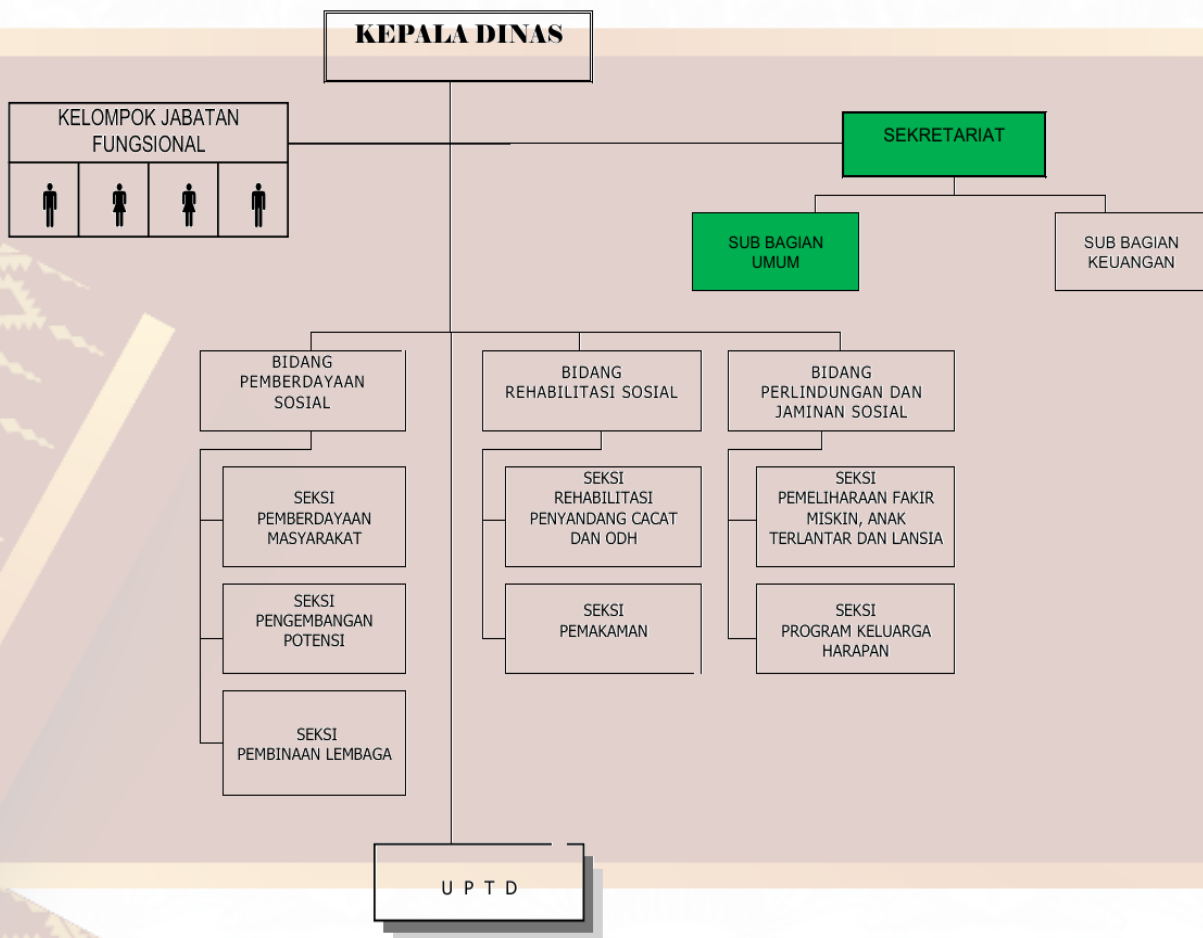 KEPALA DINAS
KELOMPOK JABATAN
FUNGSIONAL
SEKRETARIAT
SUB BAGIAN
UMUM
SUB BAGIAN
KEUANGAN
BIDANG
PEMBERDAYAAN
SOSIAL
BIDANG
REHABILITASI SOSIAL
BIDANG
PERLINDUNGAN DAN
JAMINAN SOSIAL
SEKSI
PEMBERDAYAAN
MASYARAKAT
SEKSI
REHABILITASI
PENYANDANG CACAT
DAN ODH
SEKSI
PEMELIHARAAN FAKIR
MISKIN, ANAK
TERLANTAR DAN LANSIA
SEKSI
PENGEMBANGAN
POTENSI
SEKSI
PEMAKAMAN
SEKSI
PROGRAM KELUARGA
HARAPAN
SEKSI
PEMBINAAN LEMBAGA
U P T D